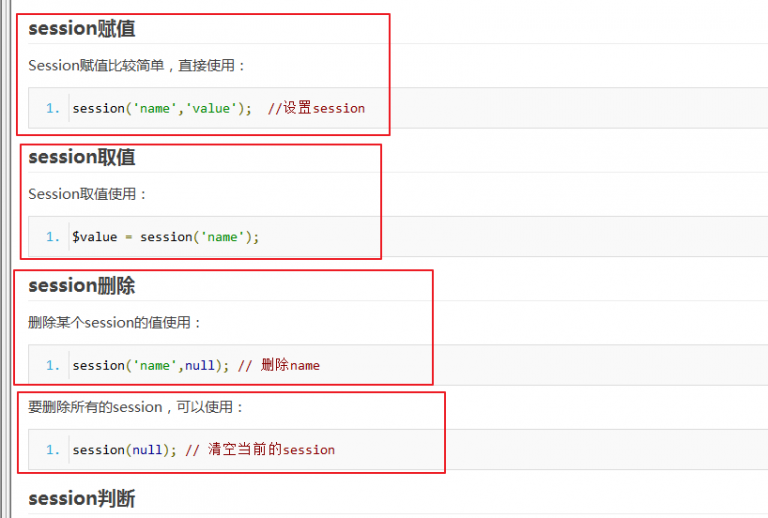 session赋值
Session赋值比较简单，直接使用：
1. session('name','value');  //设置session
session取值
Session取值使用：
1. $value = session('name');
session删除
删除某个session的值使用：
1. session('name',null); // 删除name
要删除所有的session，可以使用：
1. session(null); // 清空当前的session
session判断